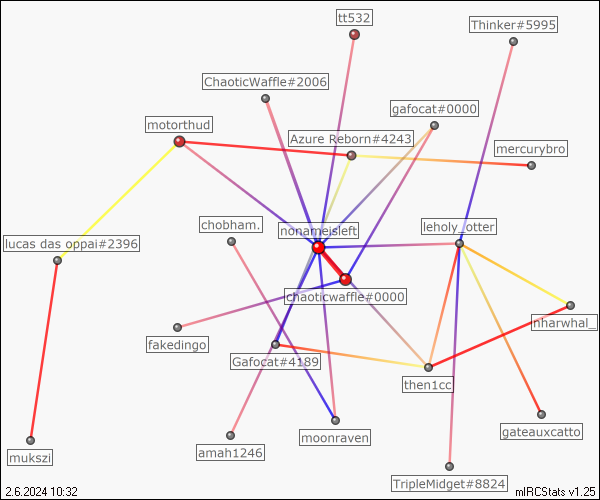 tt532
Thinker#5995
ChaoticWaffle#2006
gafocat#0000
motorthud
Azure Reborn#4243
mercurybro
chobham.
nonameisleft
leholy_otter
lucas das oppai#2396
chaoticwaffle#0000
nharwhal_
fakedingo
Gafocat#4189
then1cc
gateauxcatto
moonraven
amah1246
mukszi
TripleMidget#8824
2.6.2024 10:32
mIRCStats v1.25